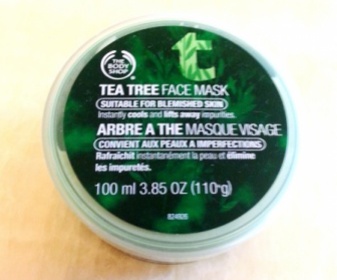 THE
BODY
SHOP
t
TEA TREE FACE MASK
SUITABLE FOR BLEMISHED SKIN
Instantly cools and lifts away impurities.
ARBRE A THE MASQUE VISAGE
CONVIENT AUX PEAUX A IMPERFECTIONS
Rafraîchit instantanément la peau et élimine
les impuretés.
100 ml 3.85 OZ (110 g)